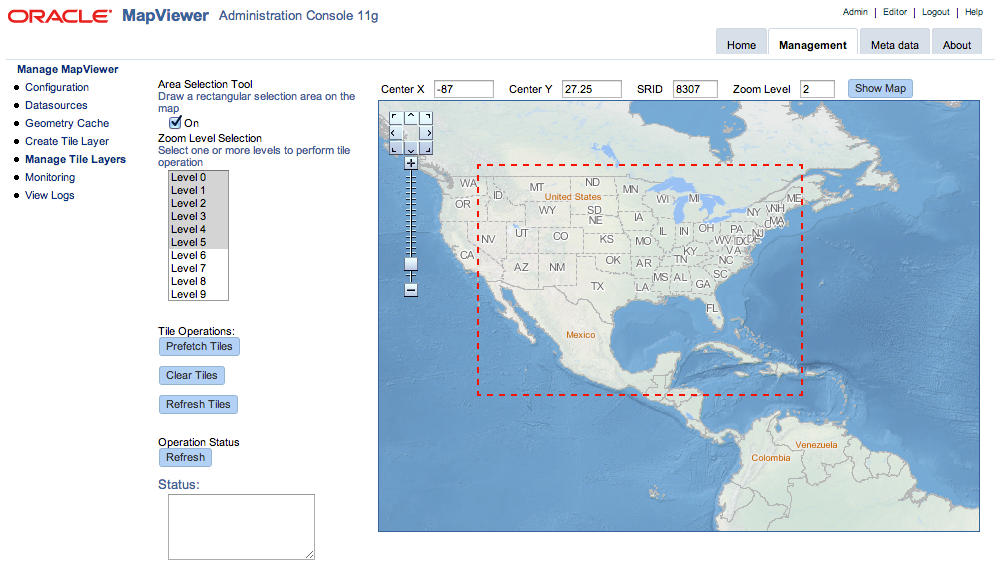 ORACLE MapViewer Administration Console 11g
Admin | Editor | Logout | Help
Home Management Meta data About
Manage MapViewer
Configuration
Datasources
Geometry Cache
Create Tile Layer
Manage Tile Layers
Monitoring
View Logs
Area Selection Tool
Draw a rectangular selection area on the
map
On
Zoom Level Selection
Select one or more levels to perform tile
operation
Level 0
Level 1
Level 2
Level 3
Level 4
Level 5
Level 6
Level 7
Level 8
Level 9
Tile Operations:
Prefetch Tiles
Clear Tiles
Refresh Tiles
Operation Status
Refresh
Status:
Center X -87 Center Y 27.25 SRID 8307 Zoom Level 2 Show Map
WA MT ND MN ME
OR ID WY SD WI MI NY VT NH
United States
NE IA MA
NV UT CO KS IL IN OH PA NJ
MO WV DC DE
CA KY VA
AZ NM OK AR TN NC
TX MS AL SC
LA GA
FL
Mexico
Venezuela
Colombia